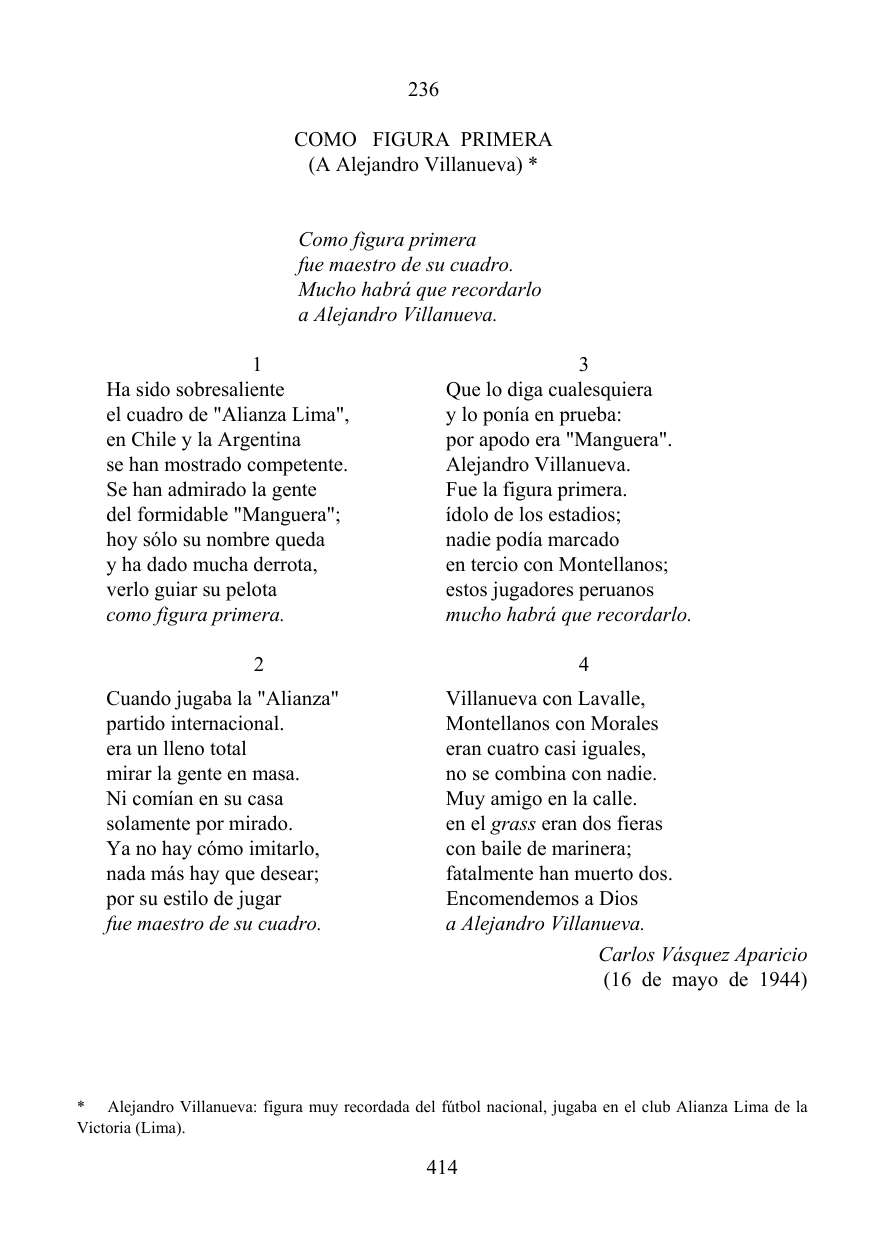 236
COMO FIGURA PRIMERA
(A Alejandro Villanueva) *
Como figura primera
fue maestro de su cuadro.
Mucho habrá que recordarlo
a Alejandro Villanueva.
1
Ha sido sobresaliente
el cuadro de "Alianza Lima",
en Chile y la Argentina
se han mostrado competente.
Se han admirado la gente
del formidable "Manguera";
hoy sólo su nombre queda
y ha dado mucha derrota,
verlo guiar su pelota
como figura primera.
2
Cuando jugaba la "Alianza"
partido internacional.
era un lleno total
mirar la gente en masa.
Ni comían en su casa
solamente por mirado.
Ya no hay cómo imitarlo,
nada más hay que desear;
por su estilo de jugar
fue maestro de su cuadro.
3
Que lo diga cualesquiera
y lo ponía en prueba:
por apodo era "Manguera".
Alejandro Villanueva.
Fue la figura primera.
ídolo de los estadios;
nadie podía marcado
en tercio con Montellanos;
estos jugadores peruanos
mucho habrá que recordarlo.
4
Villanueva con Lavalle,
Montellanos con Morales
eran cuatro casi iguales,
no se combina con nadie.
Muy amigo en la calle.
en el grass eran dos fieras
con baile de marinera;
fatalmente han muerto dos.
Encomendemos a Dios
a Alejandro Villanueva.
Carlos Vásquez Aparicio
(16 de mayo de 1944)
* Alejandro Villanueva: figura muy recordada del fútbol nacional, jugaba en el club Alianza Lima de la
Victoria (Lima).
414